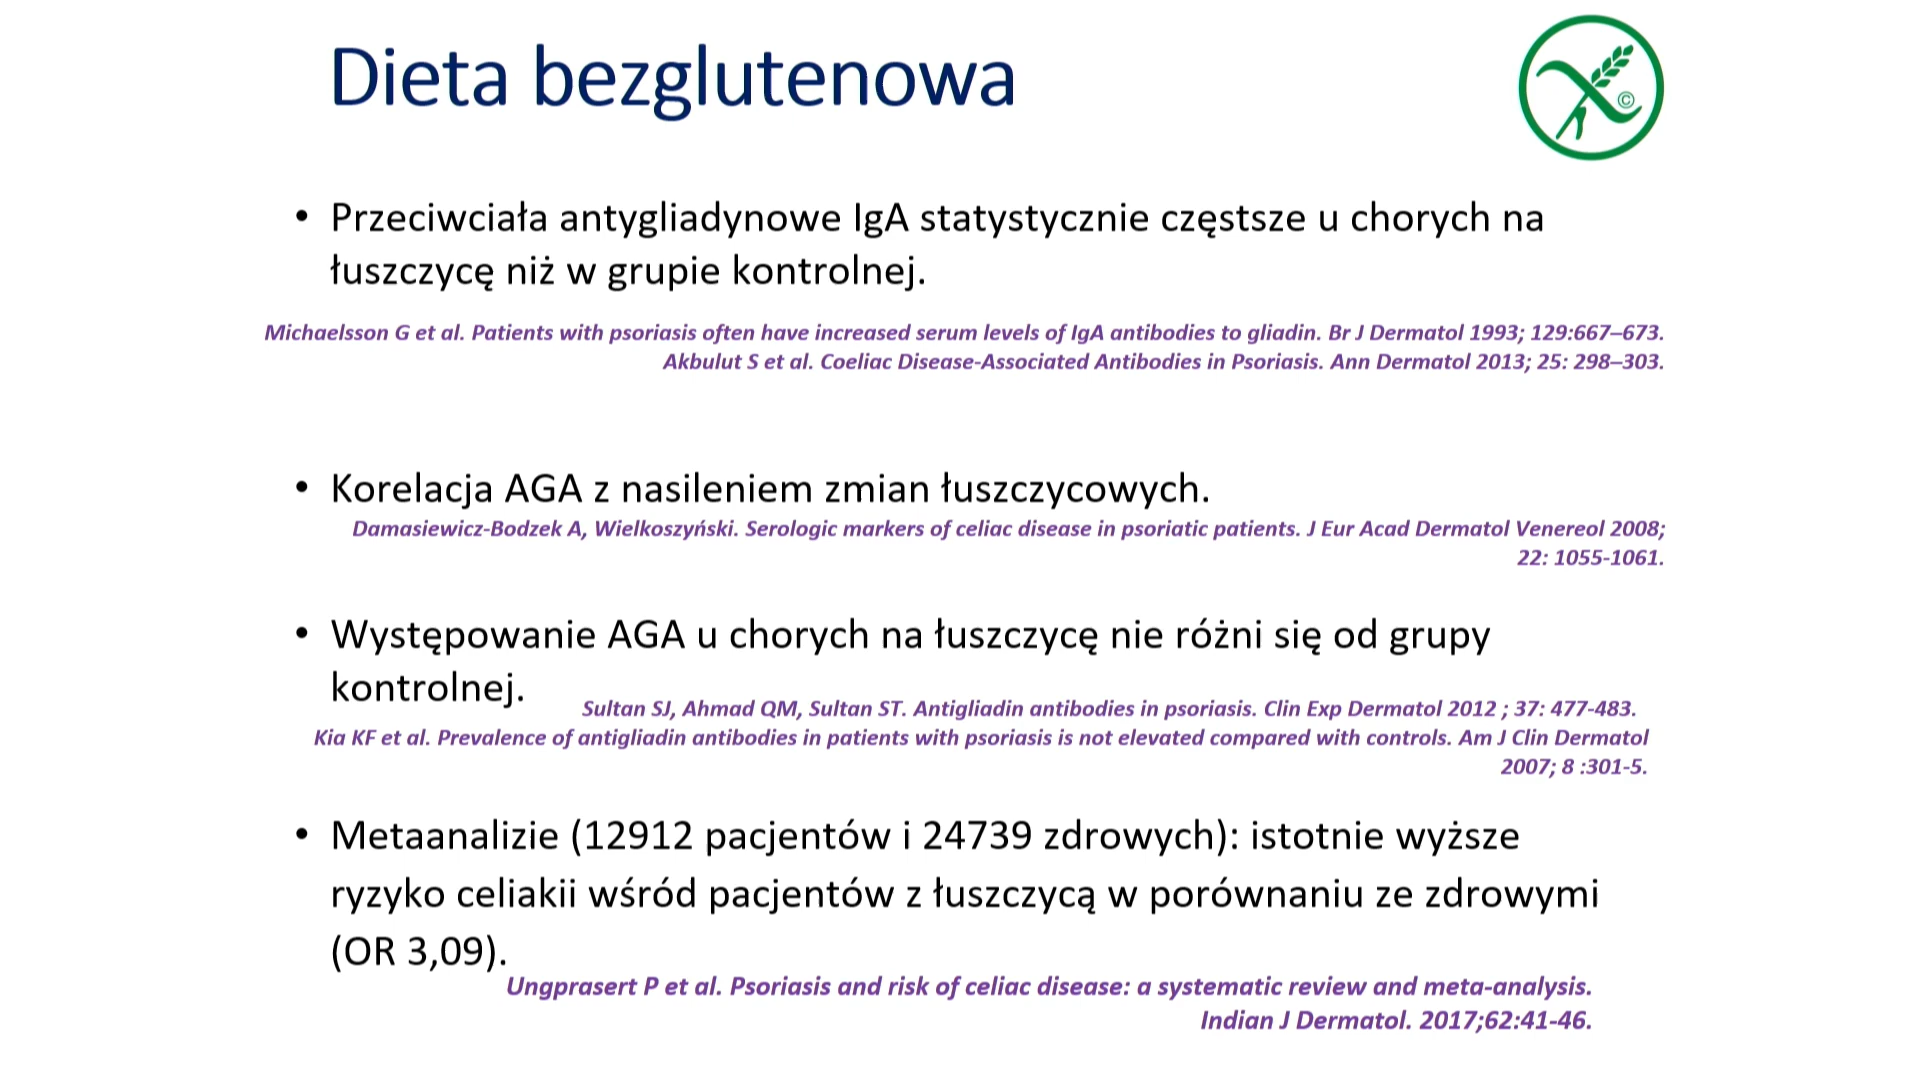 Dieta bezglutenowa
©
• Przeciwciała antygliadynowe IgA statystycznie częstsze u chorych na
łuszczycę niż w grupie kontrolnej.
Michaelsson G et al. Patients with psoriasis often have increased serum levels of IgA antibodies to gliadin. Br J Dermatol 1993; 129:667–673.
Akbulut S et al. Coeliac Disease-Associated Antibodies in Psoriasis. Ann Dermatol 2013; 25: 298–303.
• Korelacja AGA z nasileniem zmian łuszczycowych.
Damasiewicz-Bodzek A, Wielkoszyński. Serologic markers of celiac disease in psoriatic patients. J Eur Acad Dermatol Venereol 2008;
22: 1055-1061.
• Występowanie AGA u chorych na łuszczycę nie różni się od grupy
kontrolnej.
Sultan SJ, Ahmad QM, Sultan ST. Antigliadin antibodies in psoriasis. Clin Exp Dermatol 2012 ; 37: 477-483.
Kia KF et al. Prevalence of antigliadin antibodies in patients with psoriasis is not elevated compared with controls. Am J Clin Dermatol
2007; 8 :301-5.
• Metaanalizie (12912 pacjentów i 24739 zdrowych): istotnie wyższe
ryzyko celiakii wśród pacjentów z łuszczycą w porównaniu ze zdrowymi
(OR 3,09).
Ungprasert P et al. Psoriasis and risk of celiac disease: a systematic review and meta-analysis.
Indian J Dermatol. 2017;62:41-46.